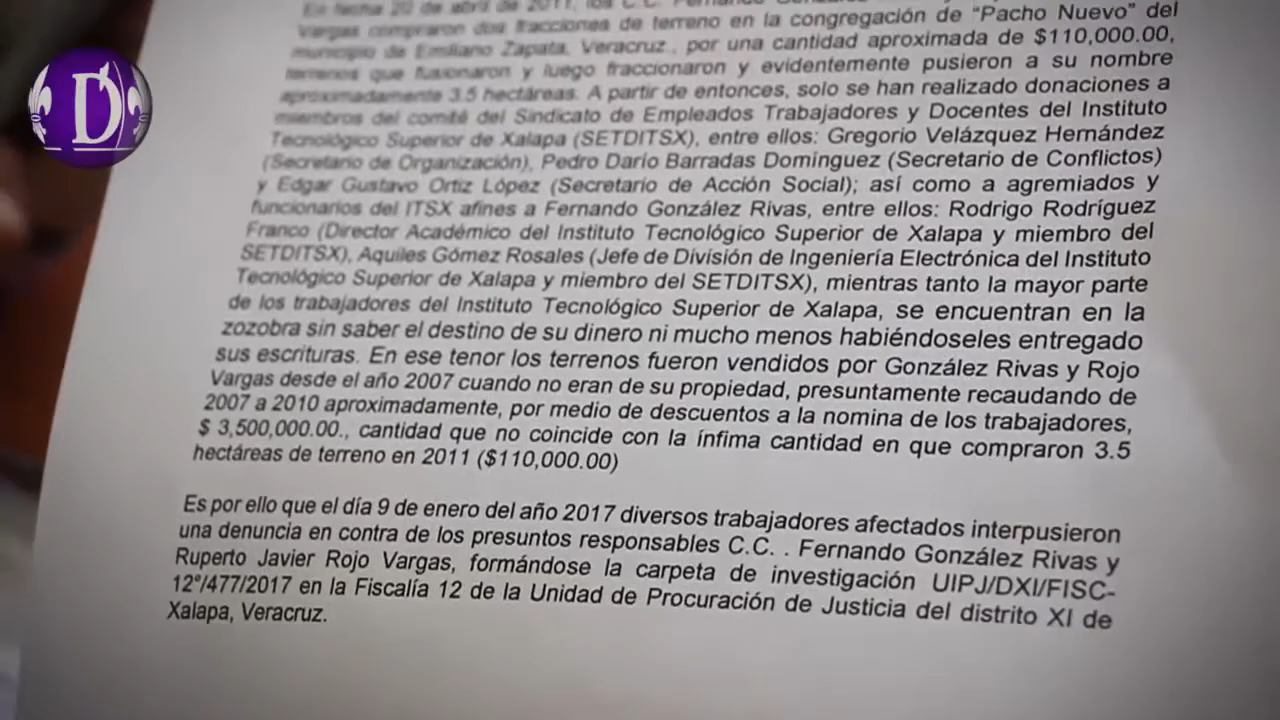 D
En fecha 20 de abril de 2011, los C.C. Fernando
Vargas compraron dos fracciones de terreno en la congregación de “Pacho Nuevo” del
municipio de Emiliano Zapata, Veracruz., por una cantidad aproximada de $110,000.00,
terrenos que fusionaron y luego fraccionaron y evidentemente pusieron a su nombre
aproximadamente 3.5 hectáreas. A partir de entonces, solo se han realizado donaciones a
miembros del comité del Sindicato de Empleados Trabajadores y Docentes del Instituto
Tecnológico Superior de Xalapa (SETDITSX), entre ellos: Gregorio Velázquez Hernández
(Secretario de Organización), Pedro Darío Barradas Domínguez (Secretario de Conflictos)
y Edgar Gustavo Ortiz López (Secretario de Acción Social); así como a agremiados y
funcionarios del ITSX afines a Fernando González Rivas, entre ellos: Rodrigo Rodríguez
Franco (Director Académico del Instituto Tecnológico Superior de Xalapa y miembro del
SETDITSX), Aquiles Gómez Rosales (Jefe de División de Ingeniería Electrónica del Instituto
Tecnológico Superior de Xalapa y miembro del SETDITSX), mientras tanto la mayor parte
de los trabajadores del Instituto Tecnológico Superior de Xalapa, se encuentran en la
zozobra sin saber el destino de su dinero ni mucho menos habiéndoseles entregado
sus escrituras. En ese tenor los terrenos fueron vendidos por González Rivas y Rojo
Vargas desde el año 2007 cuando no eran de su propiedad, presuntamente recaudando de
2007 a 2010 aproximadamente, por medio de descuentos a la nomina de los trabajadores,
$ 3,500,000.00., cantidad que no coincide con la ínfima cantidad en que compraron 3.5
hectáreas de terreno en 2011 ($110,000.00)
Es por ello que el día 9 de enero del año 2017 diversos trabajadores afectados interpusieron
una denuncia en contra de los presuntos responsables C.C. . Fernando González Rivas y
Ruperto Javier Rojo Vargas, formándose la carpeta de investigación UIPJ/DXI/FISC-
12°/477/2017 en la Fiscalía 12 de la Unidad de Procuración de Justicia del distrito XI de
Xalapa, Veracruz.